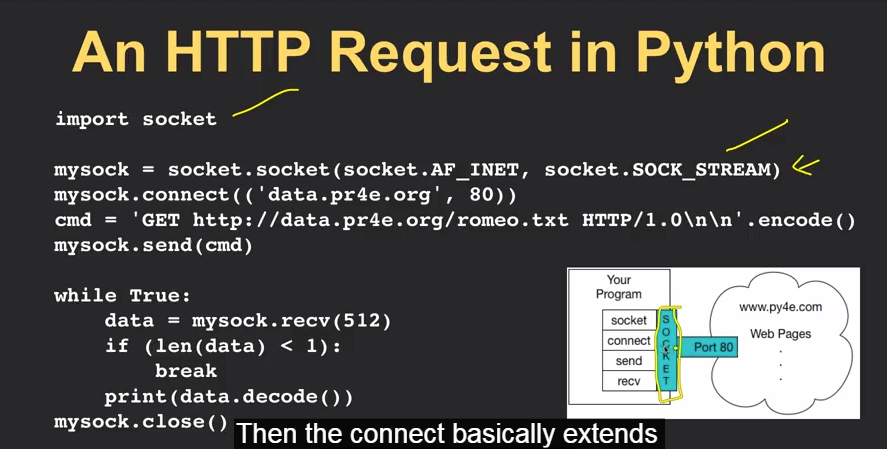 An HTTP Request in Python
import socket
mysock = socket.socket(socket.AF_INET, socket.SOCK_STREAM)
mysock.connect(('data.pr4e.org', 80))
cmd = 'GET http://data.pr4e.org/romeo.txt HTTP/1.0\n\n'.encode()
mysock.send(cmd)
while True:
    data = mysock.recv(512)
    if (len(data) < 1):
        break
    print(data.decode())
mysock.close()
Your
Program
socket
connect
send
recv
SOCKET
Port 80
www.py4e.com
Web Pages
.
.
.
.
Then the connect basically extends